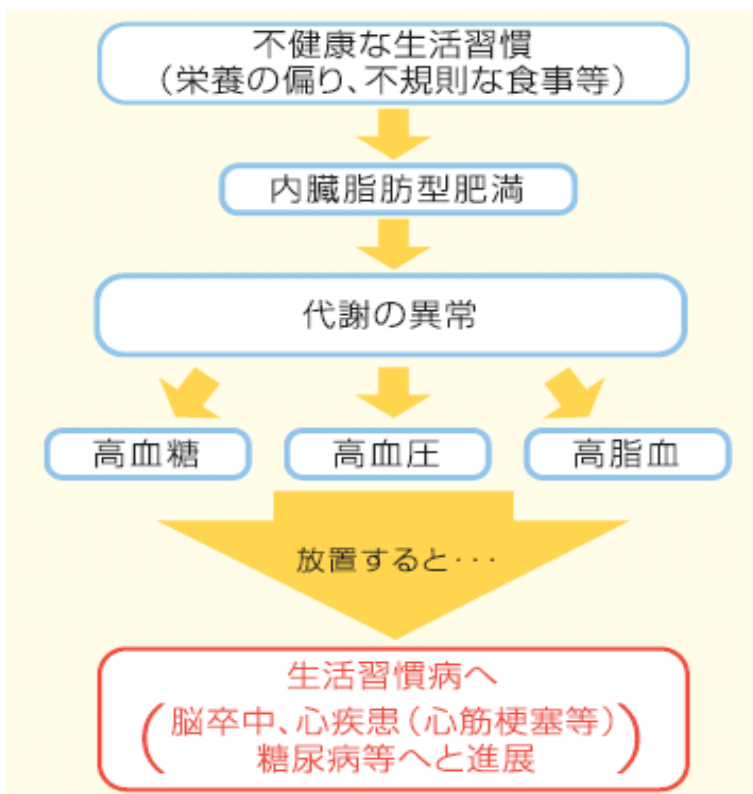 不健康な生活習慣
（栄養の偏り、不規則な食事等）
内臓脂肪型肥満
代謝の異常
高血糖
高血圧
高脂血
放置すると･･･
生活習慣病へ
（脳卒中、心疾患（心筋梗塞等）
糖尿病等へと進展）